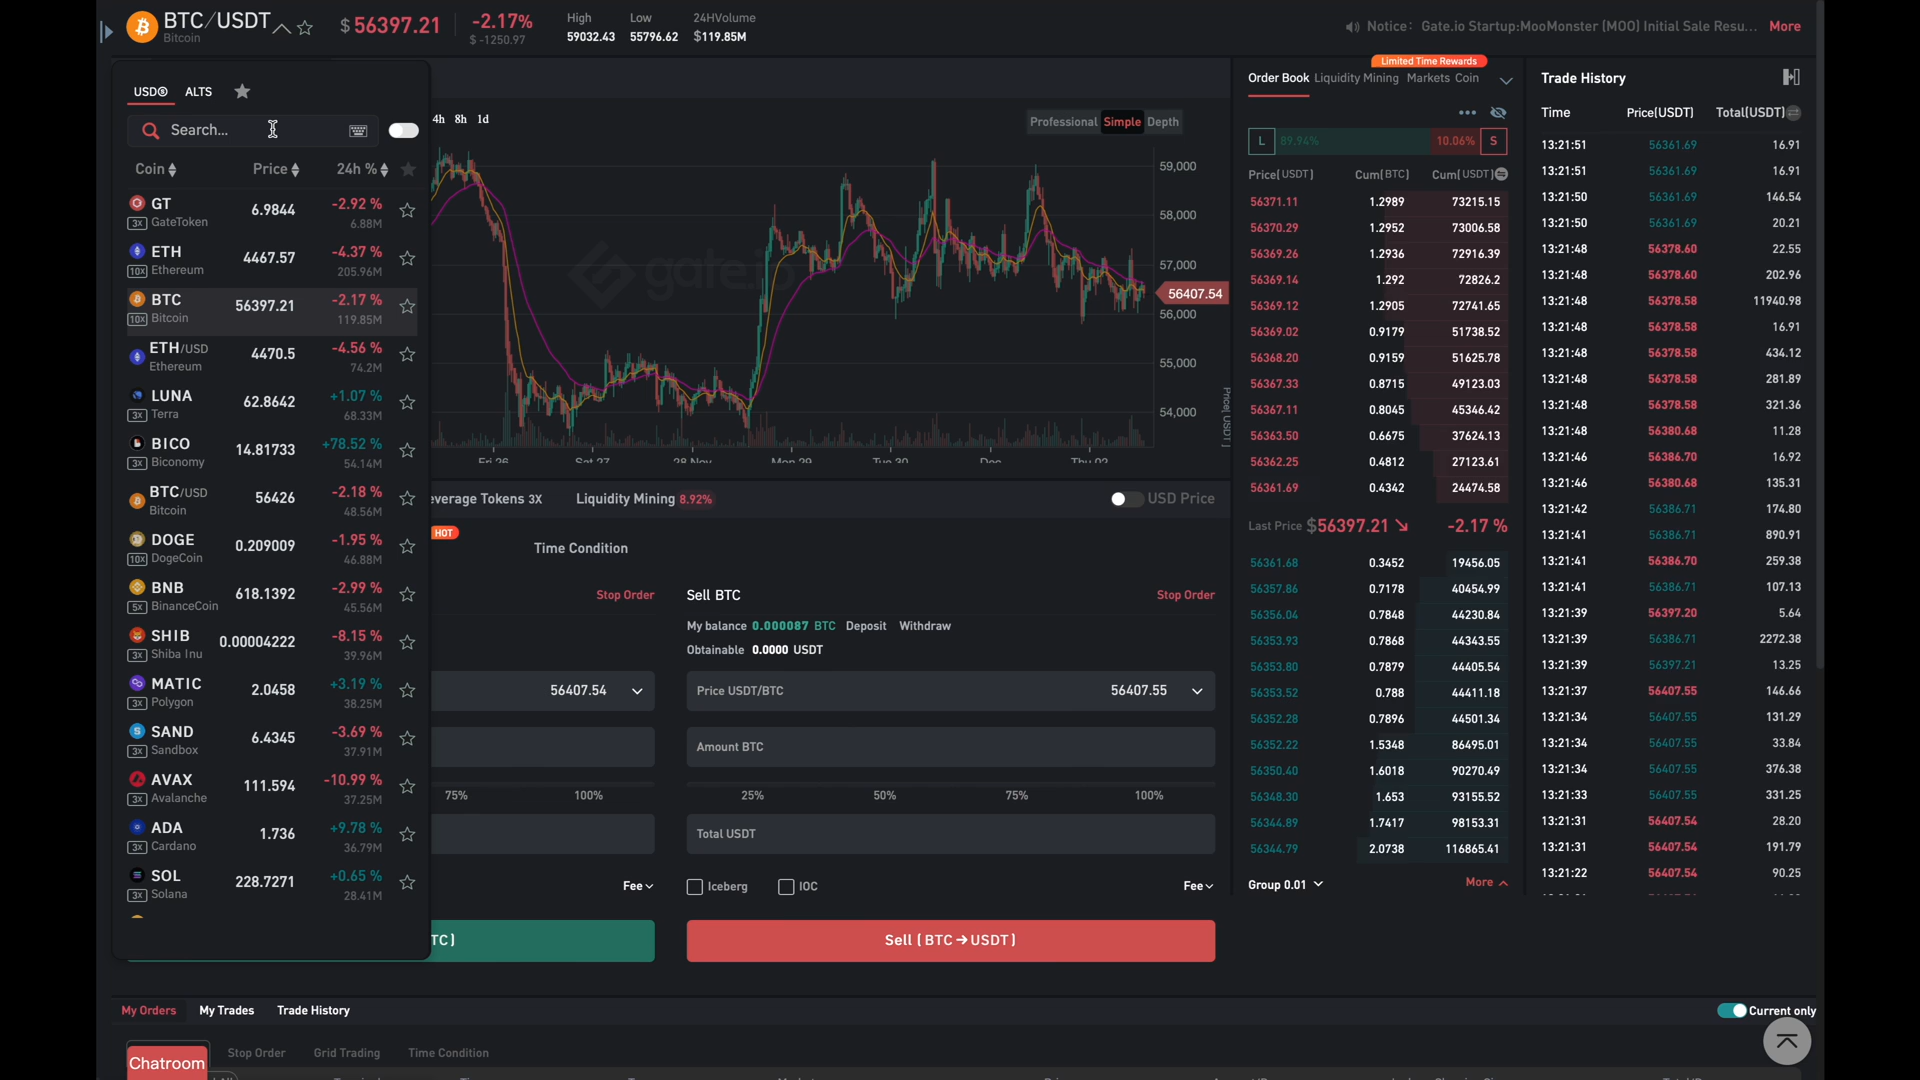 BTC/USDT
Bitcoin
$ 56397.21
-2.17%
$ -1250.97
High
59032.43
Low
55796.62
24HVolume
$119.85M
Notice: Gate.io Startup:MooMonster (MOO) Initial Sale Resu...
More
USD
ALTS
Search...
Coin
Price
24h %
GT 6.9844 -2.92 %
3X GateToken 6.88M
ETH 4467.57 -4.37 %
10X Ethereum 205.96M
BTC 56397.21 -2.17 %
10X Bitcoin 119.85M
ETH/USD 4470.5 -4.56 %
Ethereum 74.2M
LUNA 62.8642 +1.07 %
3X Terra 68.33M
BICO 14.81733 +78.52 %
3X Biconomy 54.14M
BTC/USD 56426 -2.18 %
Bitcoin 48.56M
DOGE 0.209009 -1.95 %
10X DogeCoin 46.88M
BNB 618.1392 -2.99 %
5X BinanceCoin 45.56M
SHIB 0.00004222 -8.15 %
3X Shiba Inu 39.96M
MATIC 2.0458 +3.19 %
3X Polygon 38.25M
SAND 6.4345 -3.69 %
3X Sandbox 37.91M
AVAX 111.594 -10.99 %
3X Avalanche 37.25M
ADA 1.736 +9.78 %
3X Cardano 36.79M
SOL 228.7271 +0.65 %
3X Solana 28.41M
4h 8h 1d
Professional Simple Depth
gate.io
59,000
58,000
57,000
56407.54
56,000
55,000
54,000
Price( USDT )
Fri 26 Sat 27 28 Nov Mon 29 Tue 30 Dec Thu 02
everage Tokens 3X
Liquidity Mining 8.92%
USD Price
HOT
Time Condition
Stop Order
Sell BTC
Stop Order
My balance 0.000087 BTC Deposit Withdraw
Obtainable 0.0000 USDT
56407.54
Price USDT/BTC 56407.55
Amount BTC
75% 100%
25% 50% 75% 100%
Total USDT
Fee
Iceberg
IOC
Fee
TC)
Sell ( BTC→USDT )
Limited Time Rewards
Order Book Liquidity Mining Markets Coin
L 89.94% 10.06% S
Price(USDT) Cum(BTC) Cum(USDT)
56371.11 1.2989 73215.15
56370.29 1.2952 73006.58
56369.26 1.2936 72916.39
56369.14 1.292 72826.2
56369.12 1.2905 72741.65
56369.02 0.9179 51738.52
56368.20 0.9159 51625.78
56367.33 0.8715 49123.03
56367.11 0.8045 45346.42
56363.50 0.6675 37624.13
56362.25 0.4812 27123.61
56361.69 0.4342 24474.58
Last Price $56397.21 ↘ -2.17 %
56361.68 0.3452 19456.05
56357.86 0.7178 40454.99
56356.04 0.7848 44230.84
56353.93 0.7868 44343.55
56353.80 0.7879 44405.54
56353.52 0.788 44411.18
56352.28 0.7896 44501.34
56352.22 1.5348 86495.01
56350.40 1.6018 90270.49
56348.30 1.653 93155.52
56344.89 1.7417 98153.31
56344.79 2.0738 116865.41
Group 0.01
More
Trade History
Time Price(USDT) Total(USDT)
13:21:51 56361.69 16.91
13:21:51 56361.69 16.91
13:21:50 56361.69 146.54
13:21:50 56361.69 20.21
13:21:48 56378.60 22.55
13:21:48 56378.60 202.96
13:21:48 56378.58 11940.98
13:21:48 56378.58 16.91
13:21:48 56378.58 434.12
13:21:48 56378.58 281.89
13:21:48 56378.58 321.36
13:21:48 56380.68 11.28
13:21:46 56386.70 16.92
13:21:46 56380.68 135.31
13:21:42 56386.71 174.80
13:21:41 56386.71 890.91
13:21:41 56386.70 259.38
13:21:41 56386.71 107.13
13:21:39 56397.20 5.64
13:21:39 56386.71 2272.38
13:21:39 56397.21 13.25
13:21:37 56407.55 146.66
13:21:34 56407.55 131.29
13:21:34 56407.55 33.84
13:21:34 56407.55 376.38
13:21:33 56407.55 331.25
13:21:31 56407.54 28.20
13:21:31 56407.54 191.79
13:21:22 56407.54 90.25
My Orders
My Trades
Trade History
Current only
Chatroom
Stop Order
Grid Trading
Time Condition